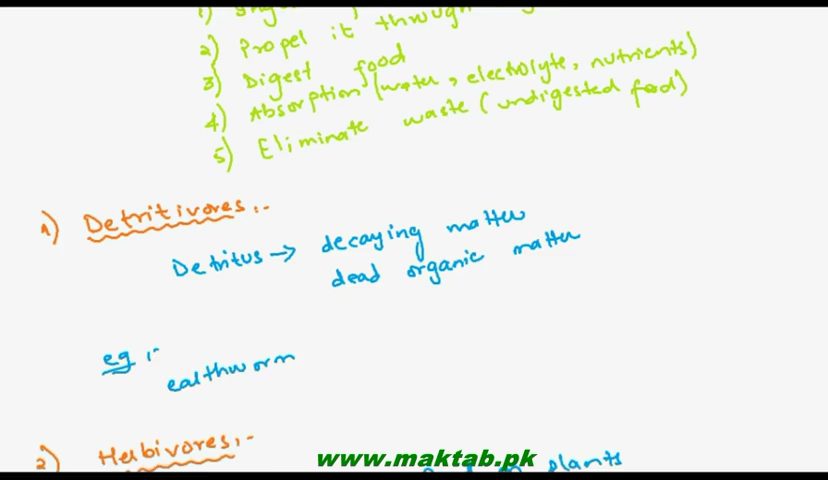 1)
2) Propel it through
3) Digest food
4) Absorption (water, electrolyte, nutrients)
5) Eliminate waste (undigested food)
1) Detritivores :-
Detritus → decaying matter
dead organic matter
eg :-
earthworm
2) Herbivores :-
plants
www.maktab.pk